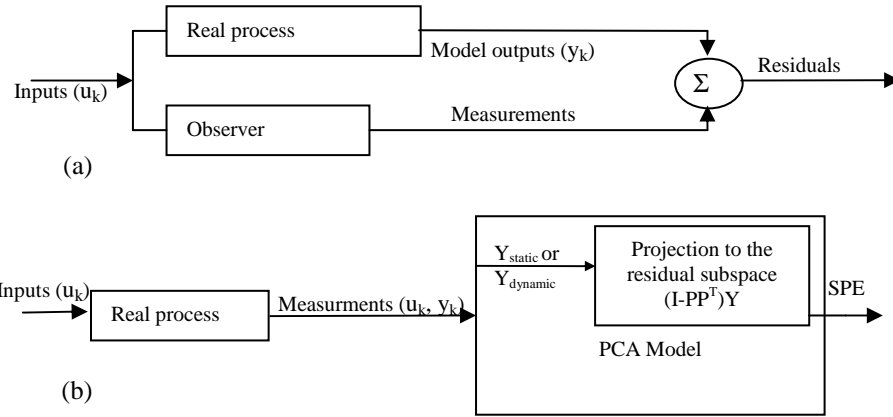 Real process
Model outputs (yk)
Inputs (uk)
Σ
Residuals
Observer
Measurements
(a)
Inputs (uk)
Real process
Measurments (uk, yk)
Ystatic or
Ydynamic
Projection to the
residual subspace
(I-PPT)Y
SPE
PCA Model
(b)